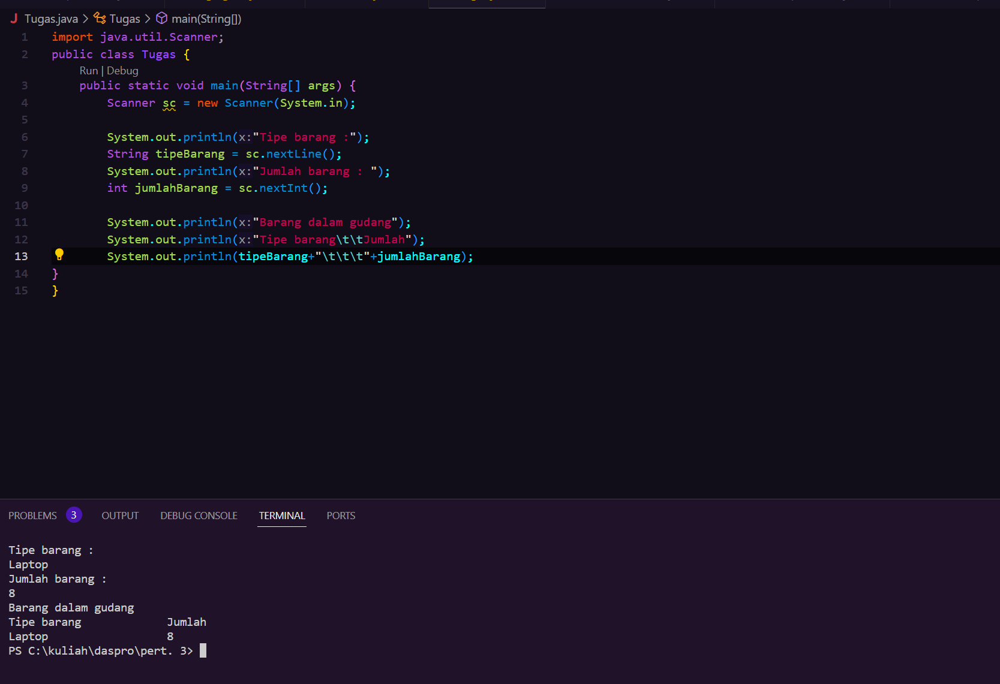 Tugas.java > Tugas > main(String[])
1 import java.util.Scanner;
2 public class Tugas {
Run | Debug
3 public static void main(String[] args) {
4 Scanner sc = new Scanner(System.in);
5
6 System.out.println(x:"Tipe barang :");
7 String tipeBarang = sc.nextLine();
8 System.out.println(x:"Jumlah barang : ");
9 int jumlahBarang = sc.nextInt();
10
11 System.out.println(x:"Barang dalam gudang");
12 System.out.println(x:"Tipe barang\t\tJumlah");
13 System.out.println(tipeBarang+"\t\t\t"+jumlahBarang);
14 }
15 }
PROBLEMS 3 OUTPUT DEBUG CONSOLE TERMINAL PORTS
Tipe barang :
Laptop
Jumlah barang :
8
Barang dalam gudang
Tipe barang Jumlah
Laptop 8
PS C:\kuliah\daspro\pert. 3>